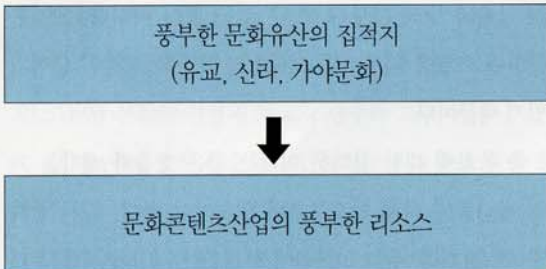 풍부한 문화유산의 집적지
(유교, 신라, 가야문화)
문화콘텐츠산업의 풍부한 리소스